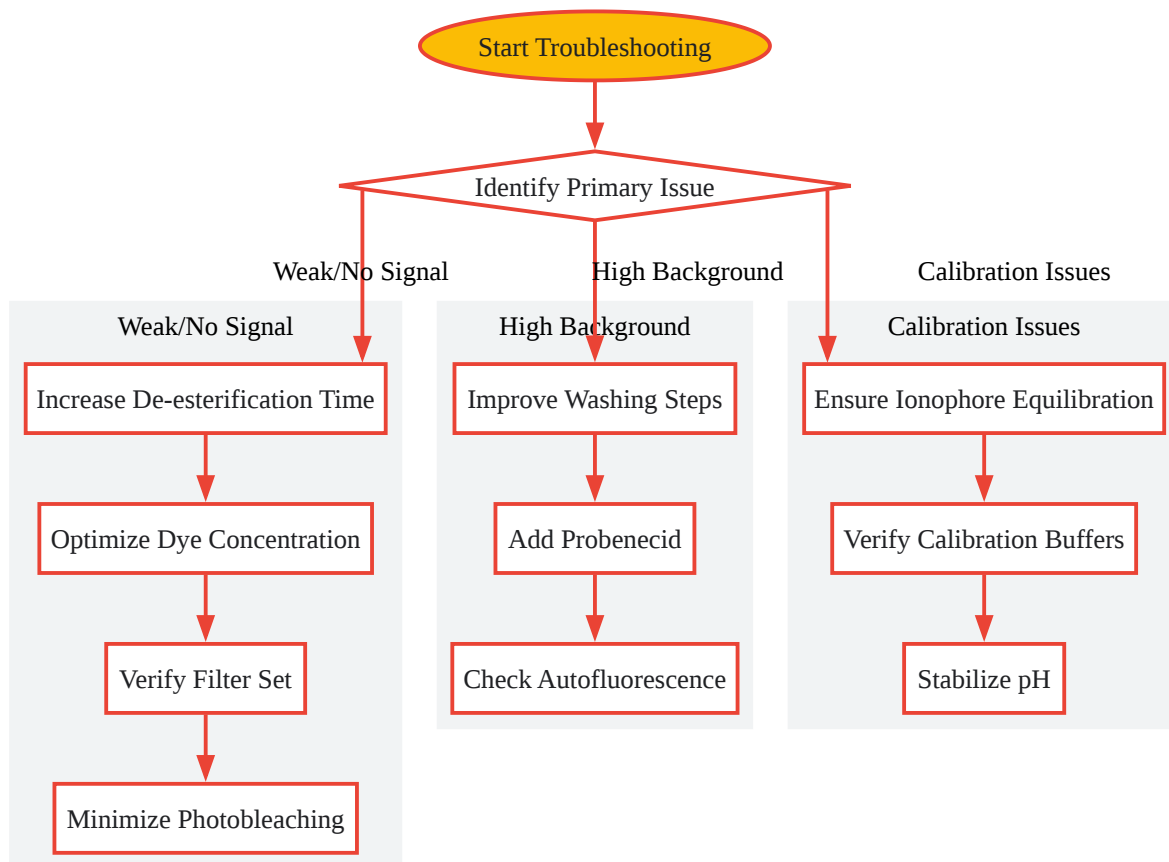 Start Troubleshooting
Identify Primary Issue
Weak/No Signal
High Background
Calibration Issues
Weak/No Signal
High Background
Calibration Issues
Increase De-esterification Time
Improve Washing Steps
Ensure Ionophore Equilibration
Optimize Dye Concentration
Add Probenecid
Verify Calibration Buffers
Verify Filter Set
Check Autofluorescence
Stabilize pH
Minimize Photobleaching